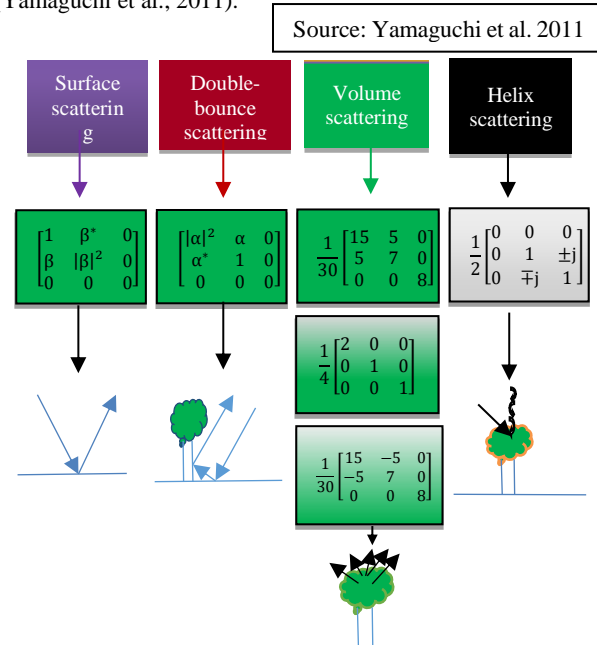 Yamaguchi et al., 2011).
Source: Yamaguchi et al. 2011
Surface
scatterin
g
Double-
bounce
scattering
Volume
scattering
Helix
scattering
[1 β* 0]
[β |β|² 0]
[0 0 0]
[|α|² α 0]
[α* 1 0]
[0 0 0]
1/30 [15 5 0]
[5 7 0]
[0 0 8]
1/2 [0 0 0]
[0 1 ±j]
[0 ∓j 1]
1/4 [2 0 0]
[0 1 0]
[0 0 1]
1/30 [15 −5 0]
[−5 7 0]
[0 0 8]